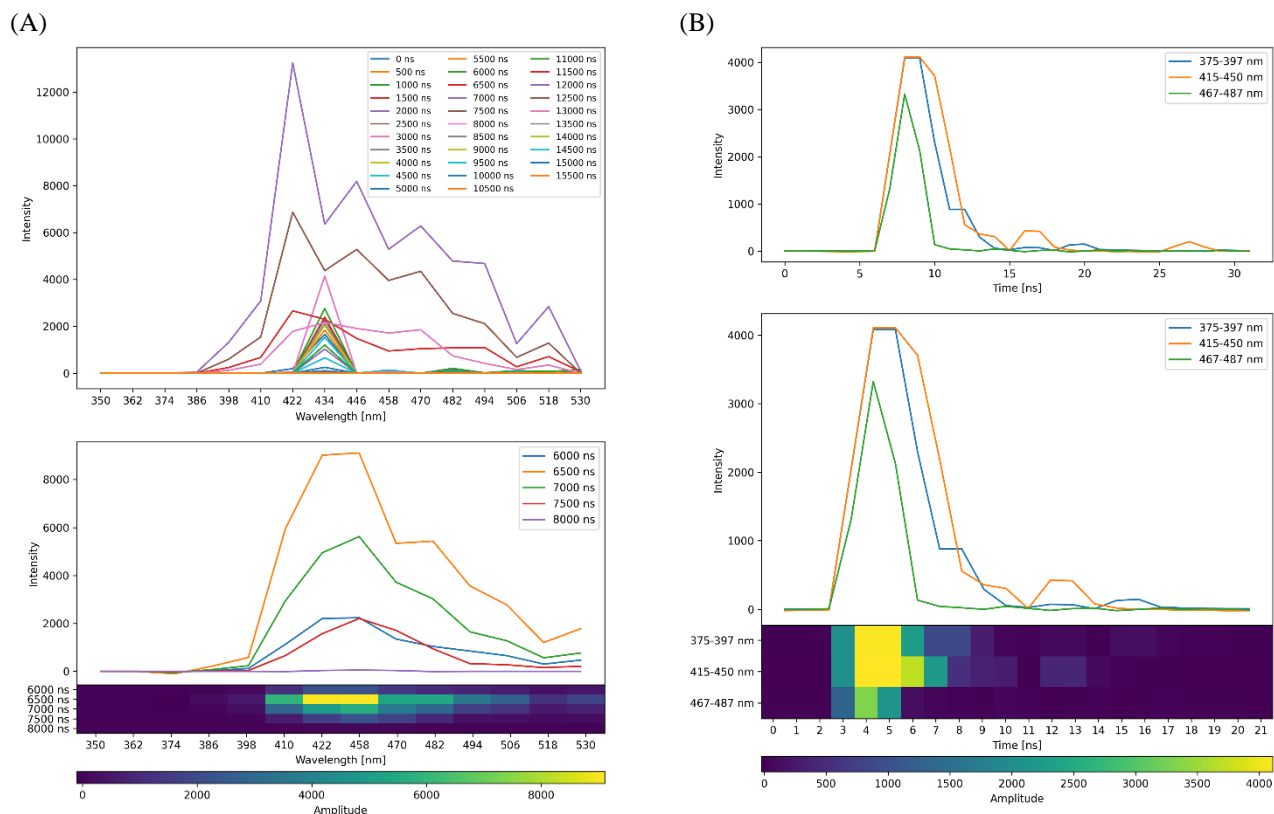 (A)
12000
10000
8000
6000
4000
2000
0
Intensity
0 ns
500 ns
1000 ns
1500 ns
2000 ns
2500 ns
3000 ns
3500 ns
4000 ns
4500 ns
5000 ns
5500 ns
6000 ns
6500 ns
7000 ns
7500 ns
8000 ns
8500 ns
9000 ns
9500 ns
10000 ns
10500 ns
11000 ns
11500 ns
12000 ns
12500 ns
13000 ns
13500 ns
14000 ns
14500 ns
15000 ns
15500 ns
350 362 374 386 398 410 422 434 446 458 470 482 494 506 518 530
Wavelength [nm]
8000
6000
4000
2000
0
Intensity
6000 ns
6500 ns
7000 ns
7500 ns
8000 ns
6000 ns
6500 ns
7000 ns
7500 ns
8000 ns
350 362 374 386 398 410 422 458 470 482 494 506 518 530
Wavelength [nm]
0 2000 4000 6000 8000
Amplitude
(B)
4000
3000
2000
1000
0
Intensity
375-397 nm
415-450 nm
467-487 nm
0 5 10 15 20 25 30
Time [ns]
4000
3000
2000
1000
0
Intensity
375-397 nm
415-450 nm
467-487 nm
375-397 nm
415-450 nm
467-487 nm
0 1 2 3 4 5 6 7 8 9 10 11 12 13 14 15 16 17 18 19 20 21
Time [ns]
0 500 1000 1500 2000 2500 3000 3500 4000
Amplitude